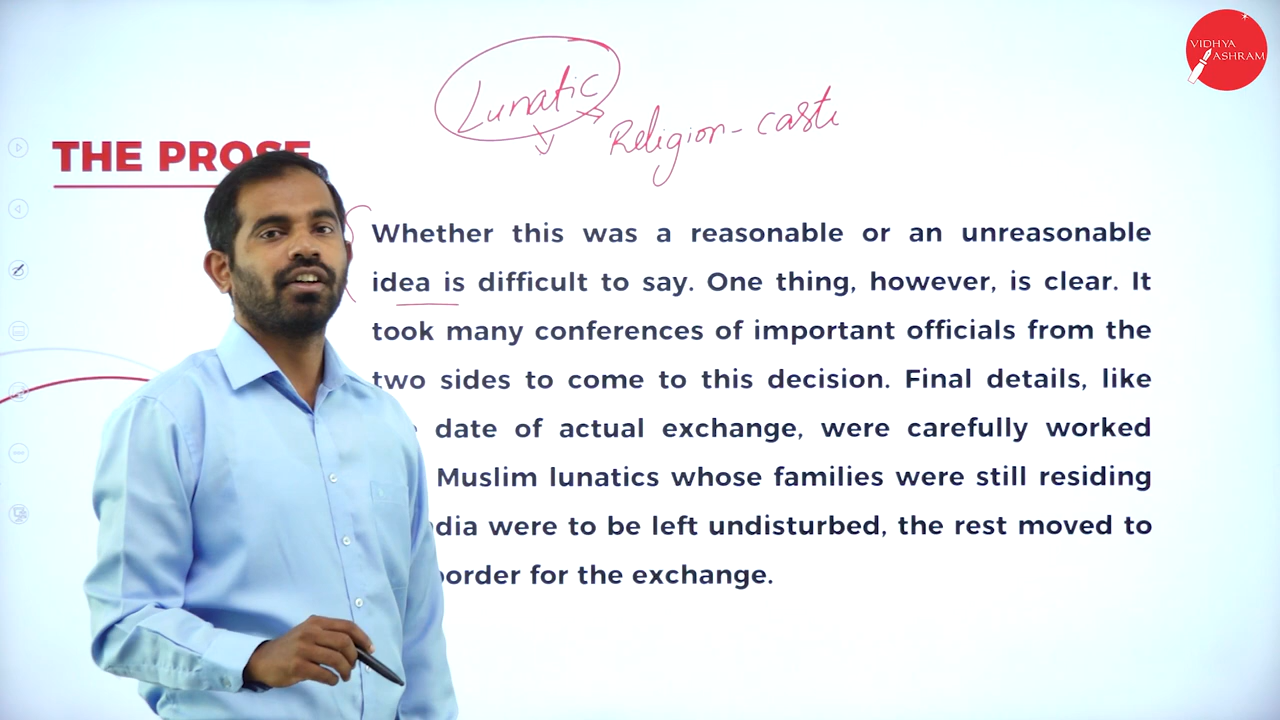 VIDHYA
ASHRAM
Lunatic
Religion - caste
THE PROSE
Whether this was a reasonable or an unreasonable
idea is difficult to say. One thing, however, is clear. It
took many conferences of important officials from the
two sides to come to this decision. Final details, like
date of actual exchange, were carefully worked
Muslim lunatics whose families were still residing
were to be left undisturbed, the rest moved to
border for the exchange.